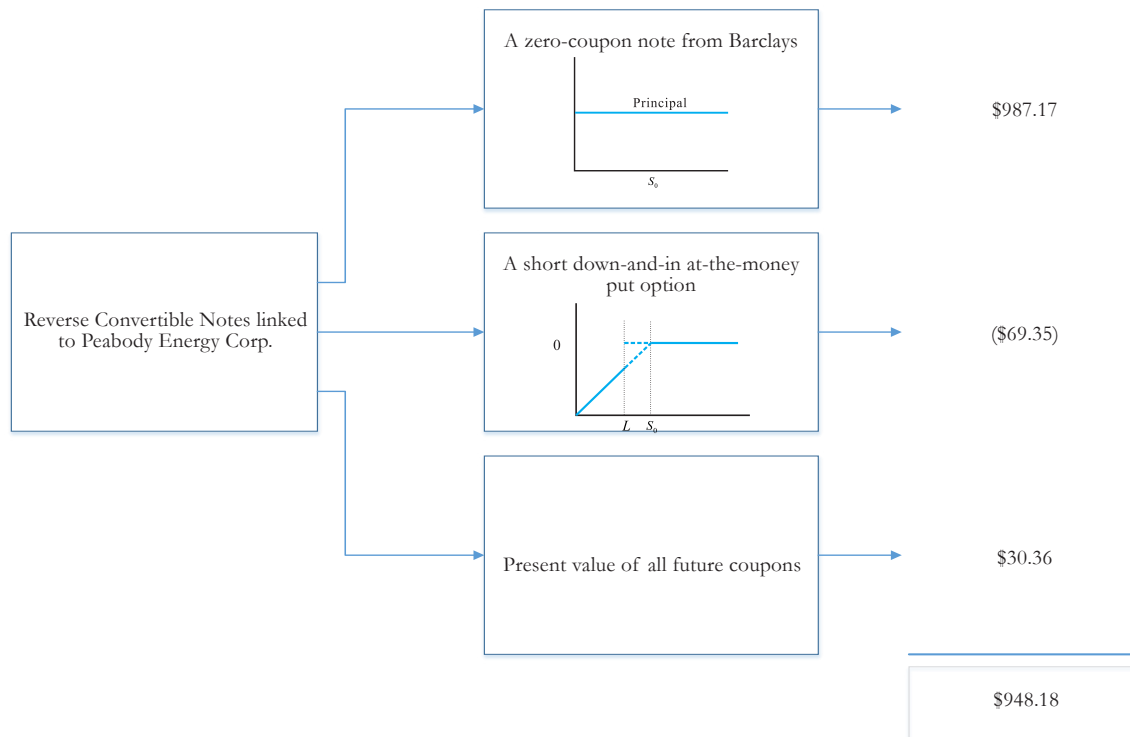 A zero-coupon note from Barclays
Principal
S₀
$987.17
Reverse Convertible Notes linked
to Peabody Energy Corp.
A short down-and-in at-the-money
put option
0
L S₀
($69.35)
Present value of all future coupons
$30.36
$948.18